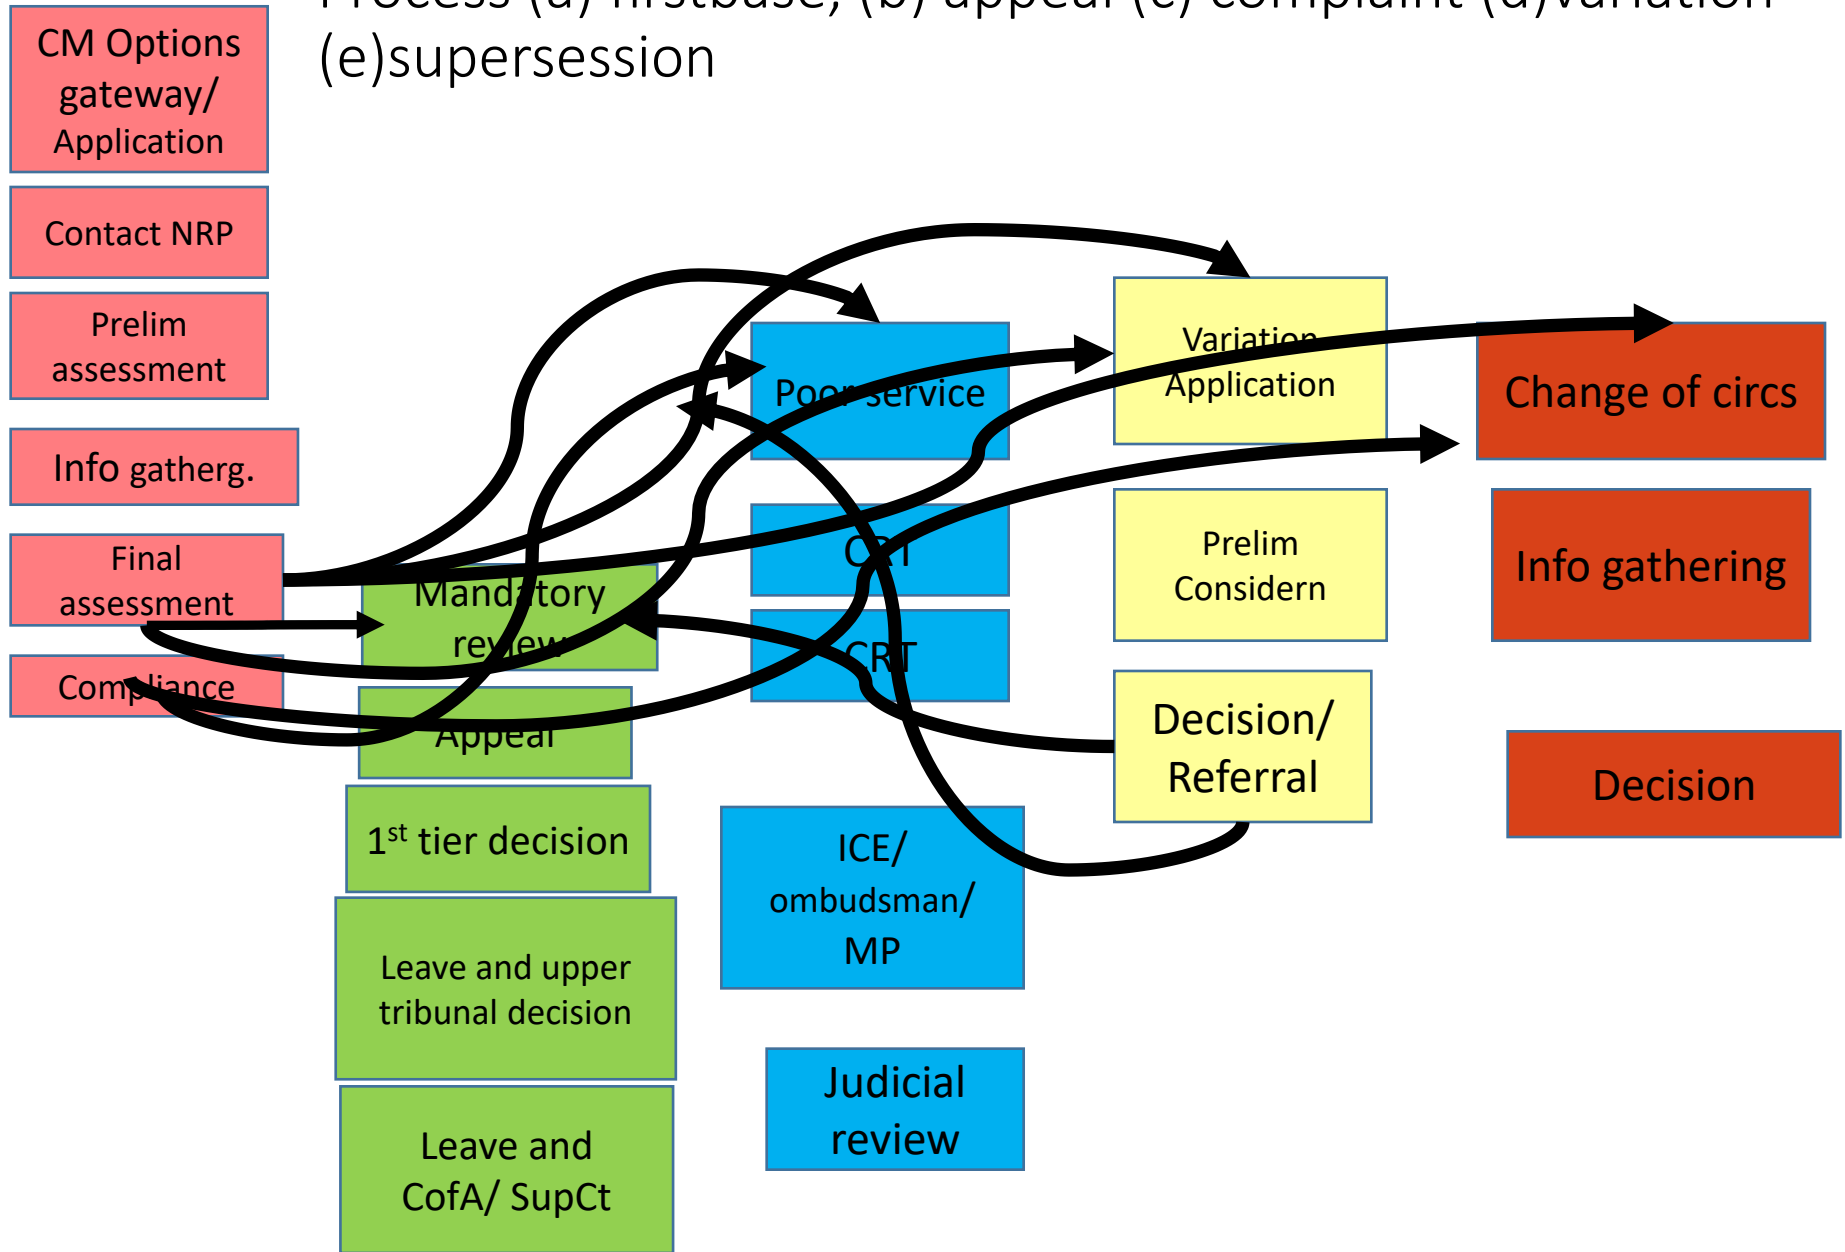 Process (a) firstbase, (b) appeal (c) complaint (d)variation
(e)supersession
CM Options
gateway/
Application
Contact NRP
Prelim
assessment
Info gatherg.
Final
assessment
Compliance
Mandatory
review
Appeal
1st tier decision
Leave and upper
tribunal decision
Leave and
CofA/ SupCt
Poor service
CRT
CRT
ICE/
ombudsman/
MP
Judicial
review
Variation
Application
Prelim
Considern
Decision/
Referral
Change of circs
Info gathering
Decision